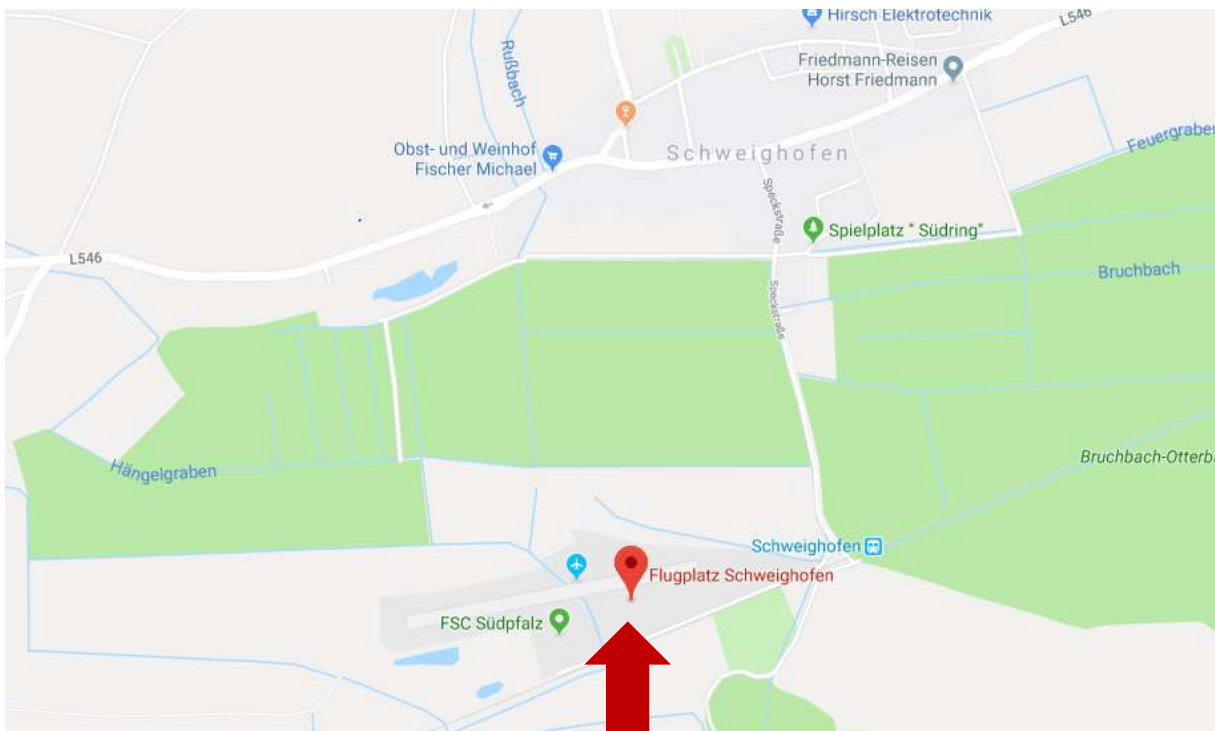 Hirsch Elektrotechnik
L546
Friedmann-Reisen
Horst Friedmann
Rußbach
Obst- und Weinhof
Fischer Michael
Schweighofen
Feuergraben
Speckstraße
Spielplatz " Südring"
L546
Bruchbach
Speckstraße
Hängelgraben
Bruchbach-Otterb
Schweighofen
Flugplatz Schweighofen
FSC Südpfalz